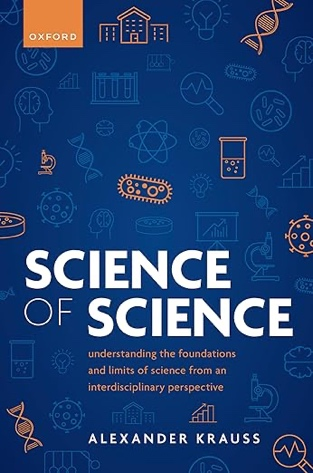 OXFORD
SCIENCE
OF SCIENCE
understanding the foundations
and limits of science from an
interdisciplinary perspective
ALEXANDER KRAUSS